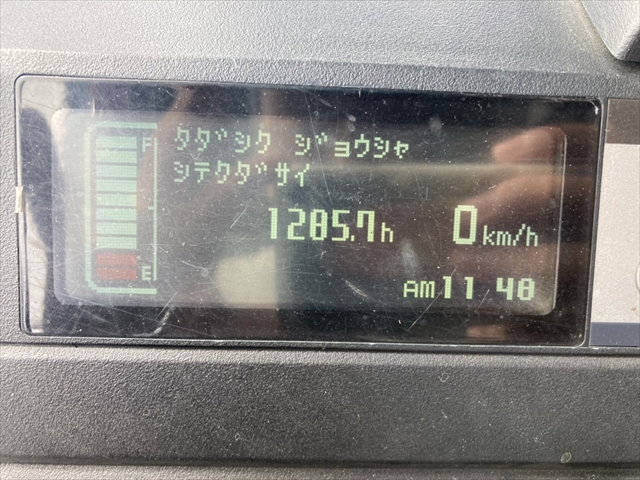 F
タダシク ジョウシャ
シテクダサイ
1285.7h 0km/h
E
AM11 48